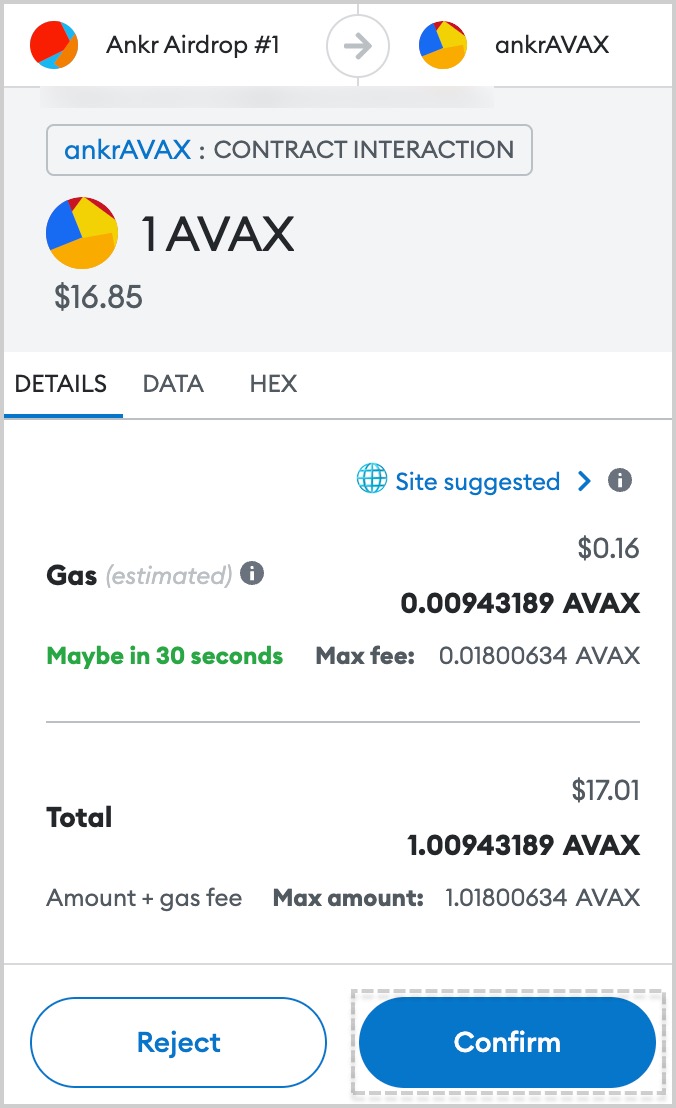 Ankr Airdrop #1
ankrAVAX
ankrAVAX : CONTRACT INTERACTION
1 AVAX
$16.85
DETAILS DATA HEX
Site suggested
$0.16
Gas (estimated)
0.00943189 AVAX
Maybe in 30 seconds Max fee: 0.01800634 AVAX
$17.01
Total
1.00943189 AVAX
Amount + gas fee Max amount: 1.01800634 AVAX
Reject Confirm